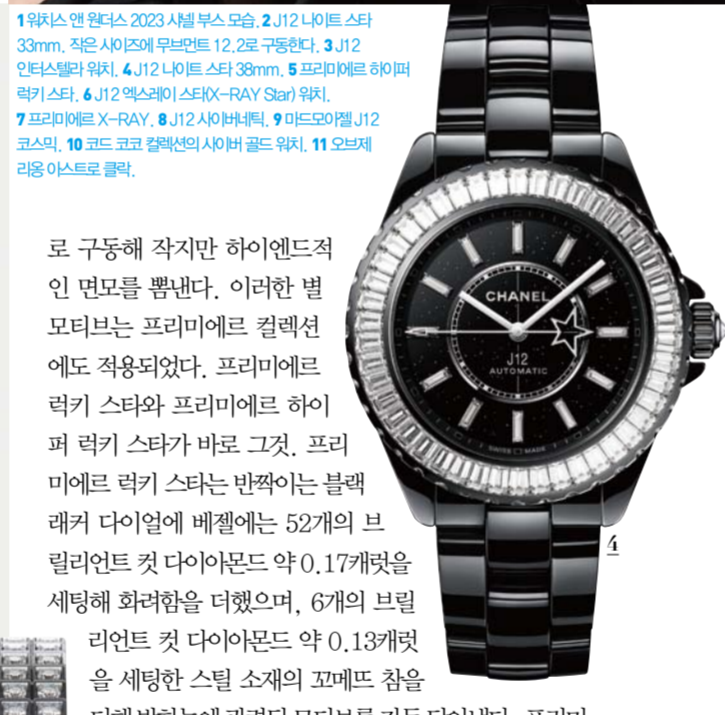 1 워치스 앤 원더스 2023 샤넬 부스 모습. 2 J12 나이트 스타
33mm. 작은 사이즈에 무브먼트 12.2로 구동한다. 3 J12
인터스텔라 워치. 4 J12 나이트 스타 38mm. 5 프리미에르 하이퍼
럭키 스타. 6 J12 엑스레이 스타(X-RAY Star) 워치.
7 프리미에르 X-RAY. 8 J12 사이버네틱. 9 마드모아젤 J12
코스믹. 10 코드 코코 컬렉션의 사이버 골드 워치. 11 오브제
리옹 아스트로 클락.
로 구동해 작지만 하이엔드적
인 면모를 뽐낸다. 이러한 별
모티브는 프리미에르 컬렉션
에도 적용되었다. 프리미에르
럭키 스타와 프리미에르 하이
퍼 럭키 스타가 바로 그것. 프리
미에르 럭키 스타는 반짝이는 블랙
래커 다이얼에 베젤에는 52개의 브
릴리언트 컷 다이아몬드 약 0.17캐럿을
세팅해 화려함을 더했으며, 6개의 브릴
리언트 컷 다이아몬드 약 0.13캐럿
을 세팅한 스틸 소재의 꼬메뜨 참을
CHANEL
J12
AUTOMATIC
SWISS MADE
4